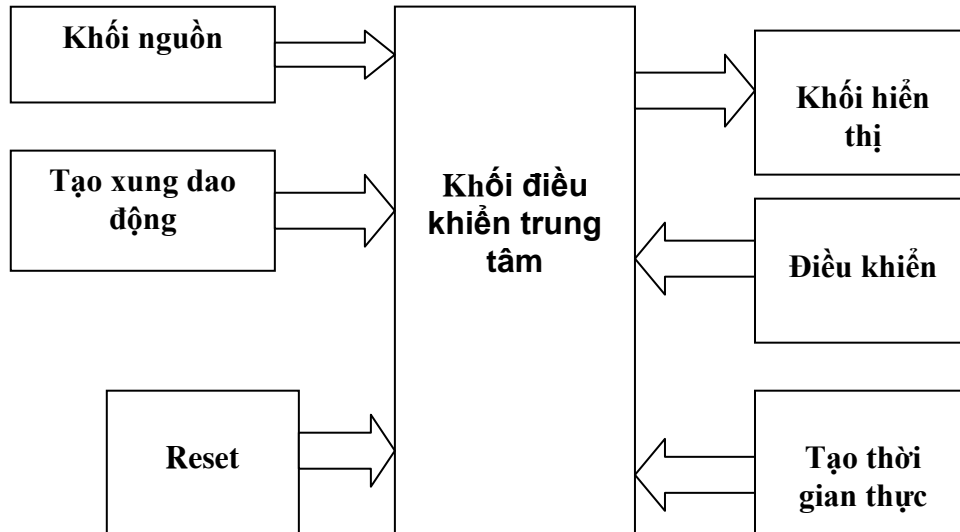 Khối nguồn
Khối hiển
thị
Tạo xung dao
động
Khối điều
khiển trung
tâm
Điều khiển
Reset
Tạo thời
gian thực